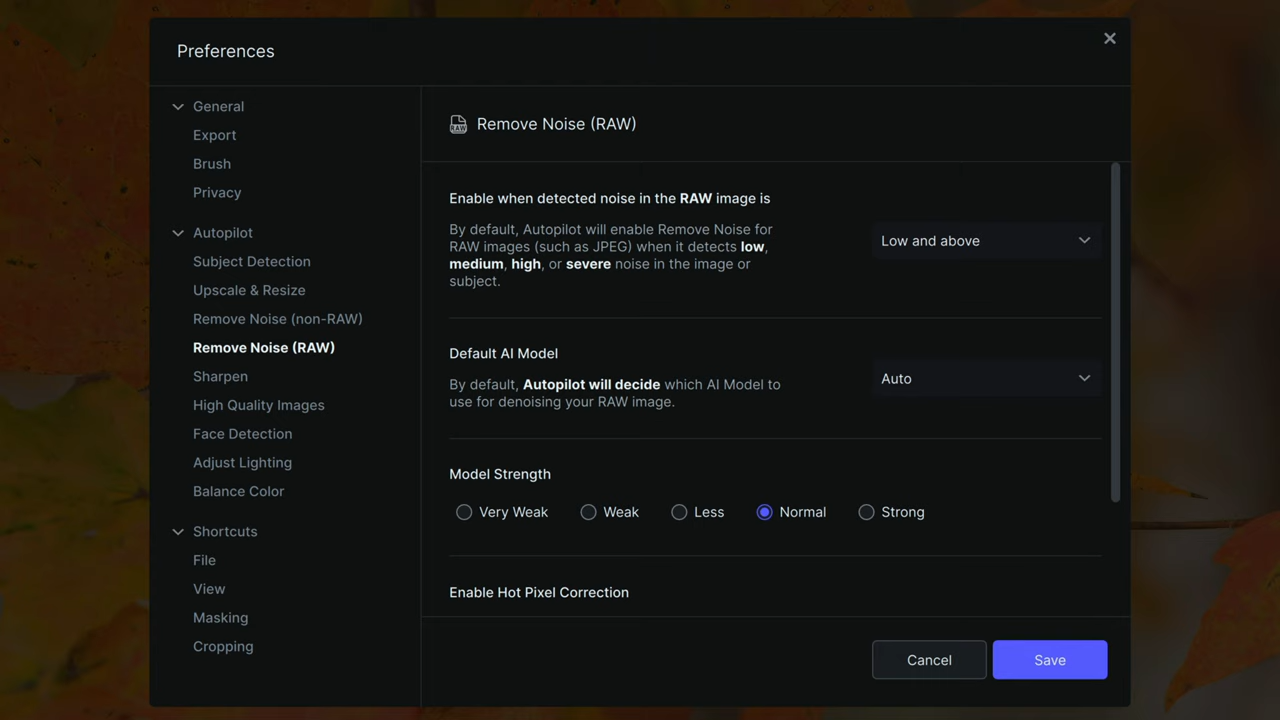 Preferences
General
Export
Brush
Privacy
Autopilot
Subject Detection
Upscale & Resize
Remove Noise (non-RAW)
Remove Noise (RAW)
Sharpen
High Quality Images
Face Detection
Adjust Lighting
Balance Color
Shortcuts
File
View
Masking
Cropping
RAW
Remove Noise (RAW)
Enable when detected noise in the RAW image is
By default, Autopilot will enable Remove Noise for
RAW images (such as JPEG) when it detects low,
medium, high, or severe noise in the image or
subject.
Low and above
Default AI Model
By default, Autopilot will decide which AI Model to
use for denoising your RAW image.
Auto
Model Strength
Very Weak Weak Less Normal Strong
Enable Hot Pixel Correction
Cancel Save